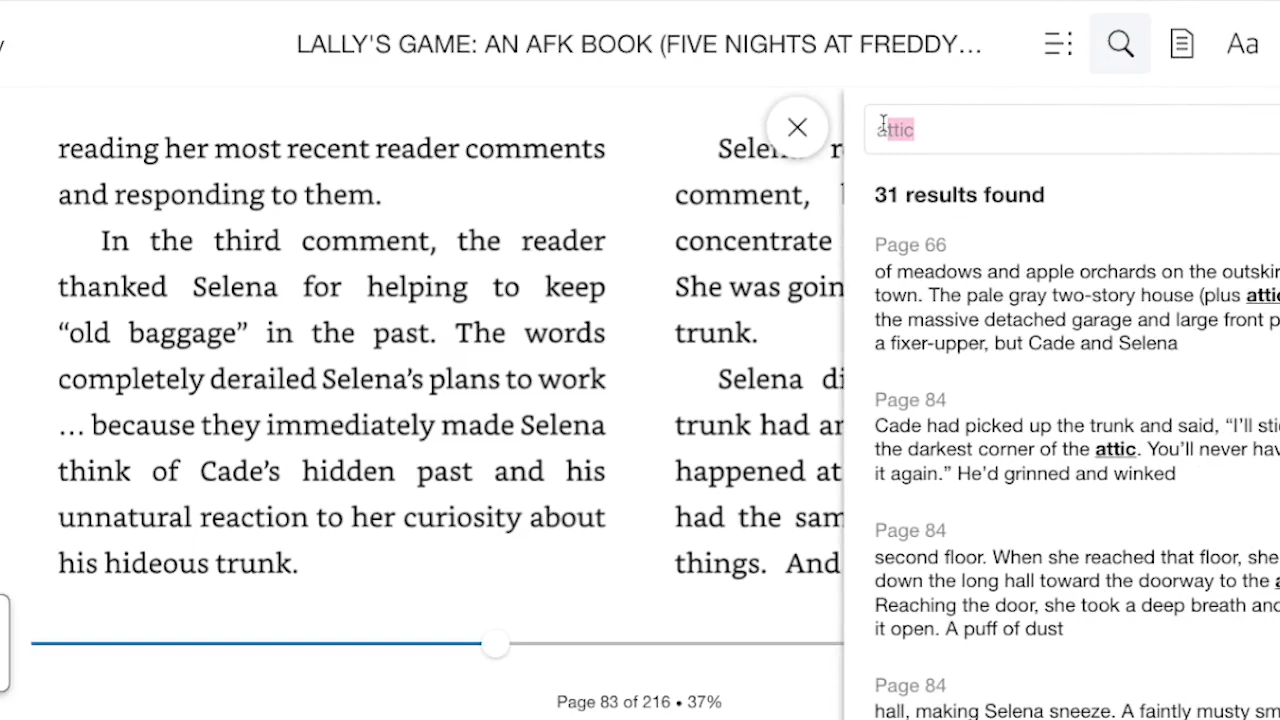 LALLY'S GAME: AN AFK BOOK (FIVE NIGHTS AT FREDDY…
Aa
reading her most recent reader comments
and responding to them.
In the third comment, the reader
thanked Selena for helping to keep
“old baggage” in the past. The words
completely derailed Selena’s plans to work
… because they immediately made Selena
think of Cade’s hidden past and his
unnatural reaction to her curiosity about
his hideous trunk.
comment,
concentrate
She was goin
trunk.
Selena di
trunk had an
happened at
had the sam
things. And
attic
31 results found
Page 66
of meadows and apple orchards on the outskir
town. The pale gray two-story house (plus attic
the massive detached garage and large front p
a fixer-upper, but Cade and Selena
Page 84
Cade had picked up the trunk and said, “I’ll stic
the darkest corner of the attic. You’ll never hav
it again.” He’d grinned and winked
Page 84
second floor. When she reached that floor, she
down the long hall toward the doorway to the a
Reaching the door, she took a deep breath and
it open. A puff of dust
Page 84
hall, making Selena sneeze. A faintly musty sm
Page 83 of 216 • 37%